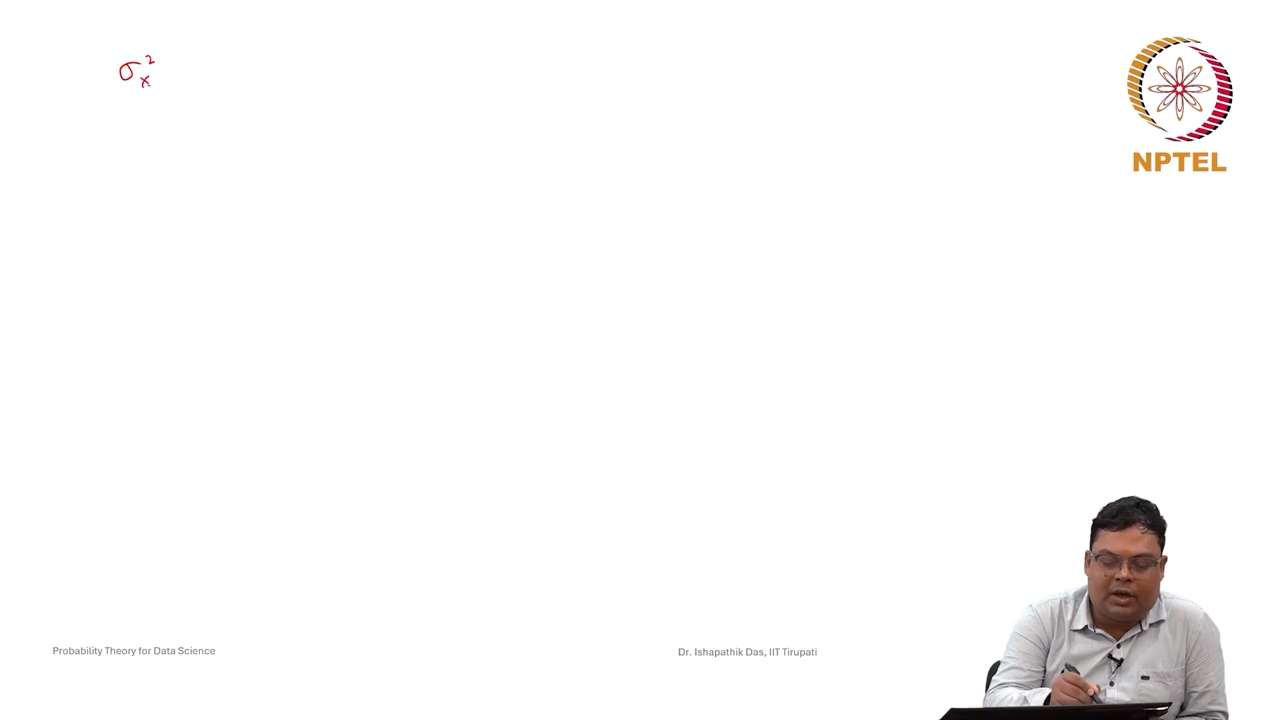 σ_x^2
NPTEL
Probability Theory for Data Science
Dr. Ishapathik Das, IIT Tirupati